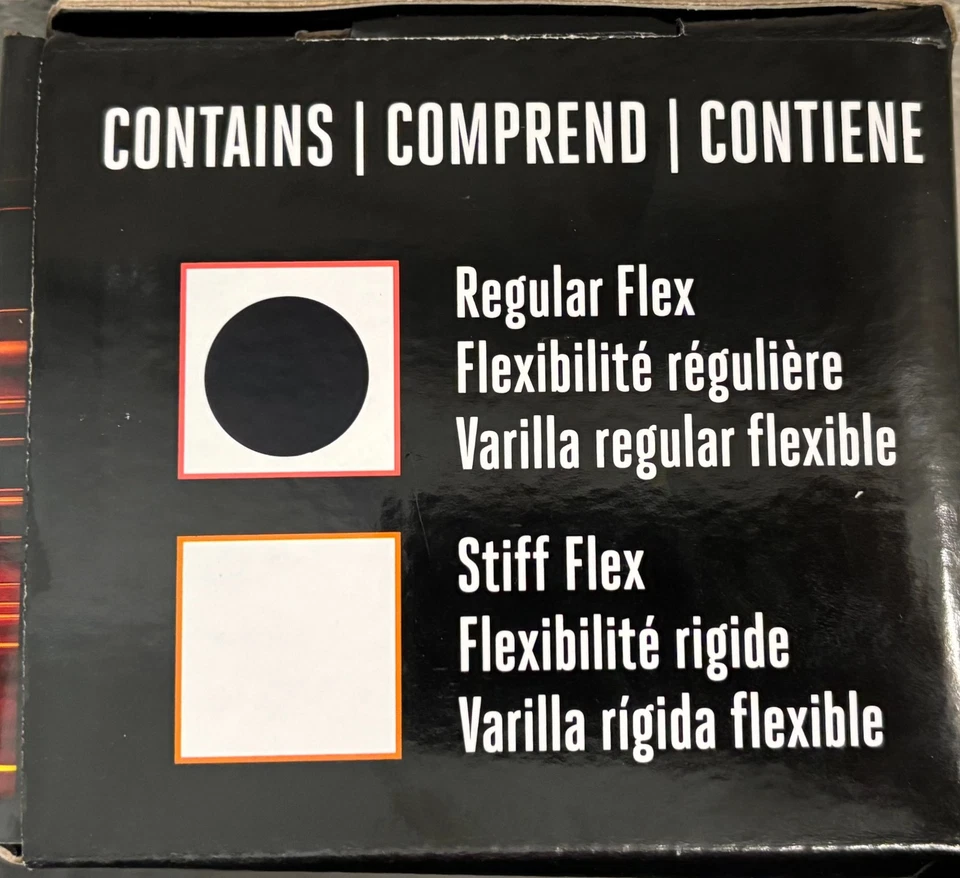 CONTAINS | COMPREND | CONTIENE
Regular Flex
Flexibilité régulière
Varilla regular flexible
Stiff Flex
Flexibilité rigide
Varilla rígida flexible